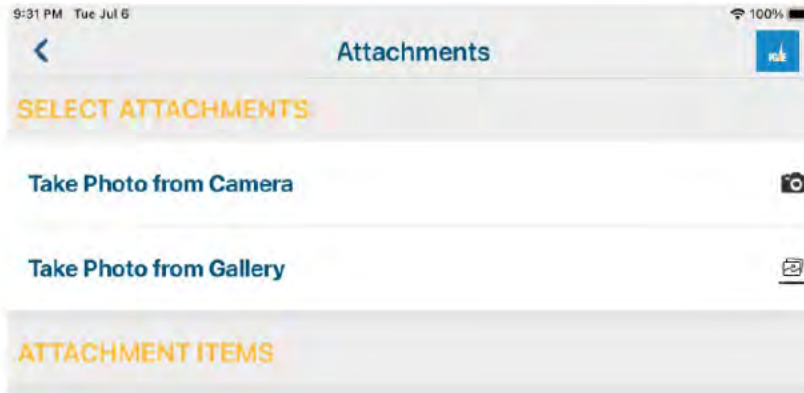 9:31 PM Tue Jul 6
100%
Attachments
SELECT ATTACHMENTS
Take Photo from Camera
Take Photo from Gallery
ATTACHMENT ITEMS